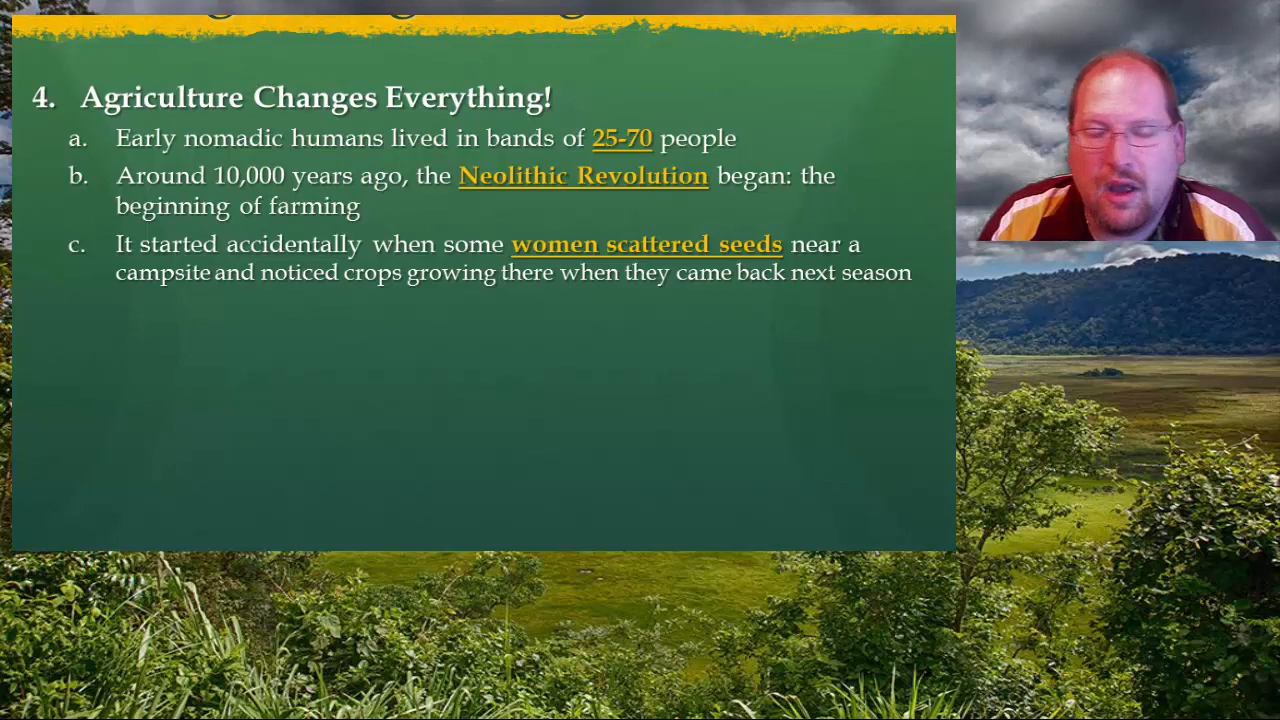 4. Agriculture Changes Everything!
a. Early nomadic humans lived in bands of 25-70 people
b. Around 10,000 years ago, the Neolithic Revolution began: the
beginning of farming
c. It started accidentally when some women scattered seeds near a
campsite and noticed crops growing there when they came back next season